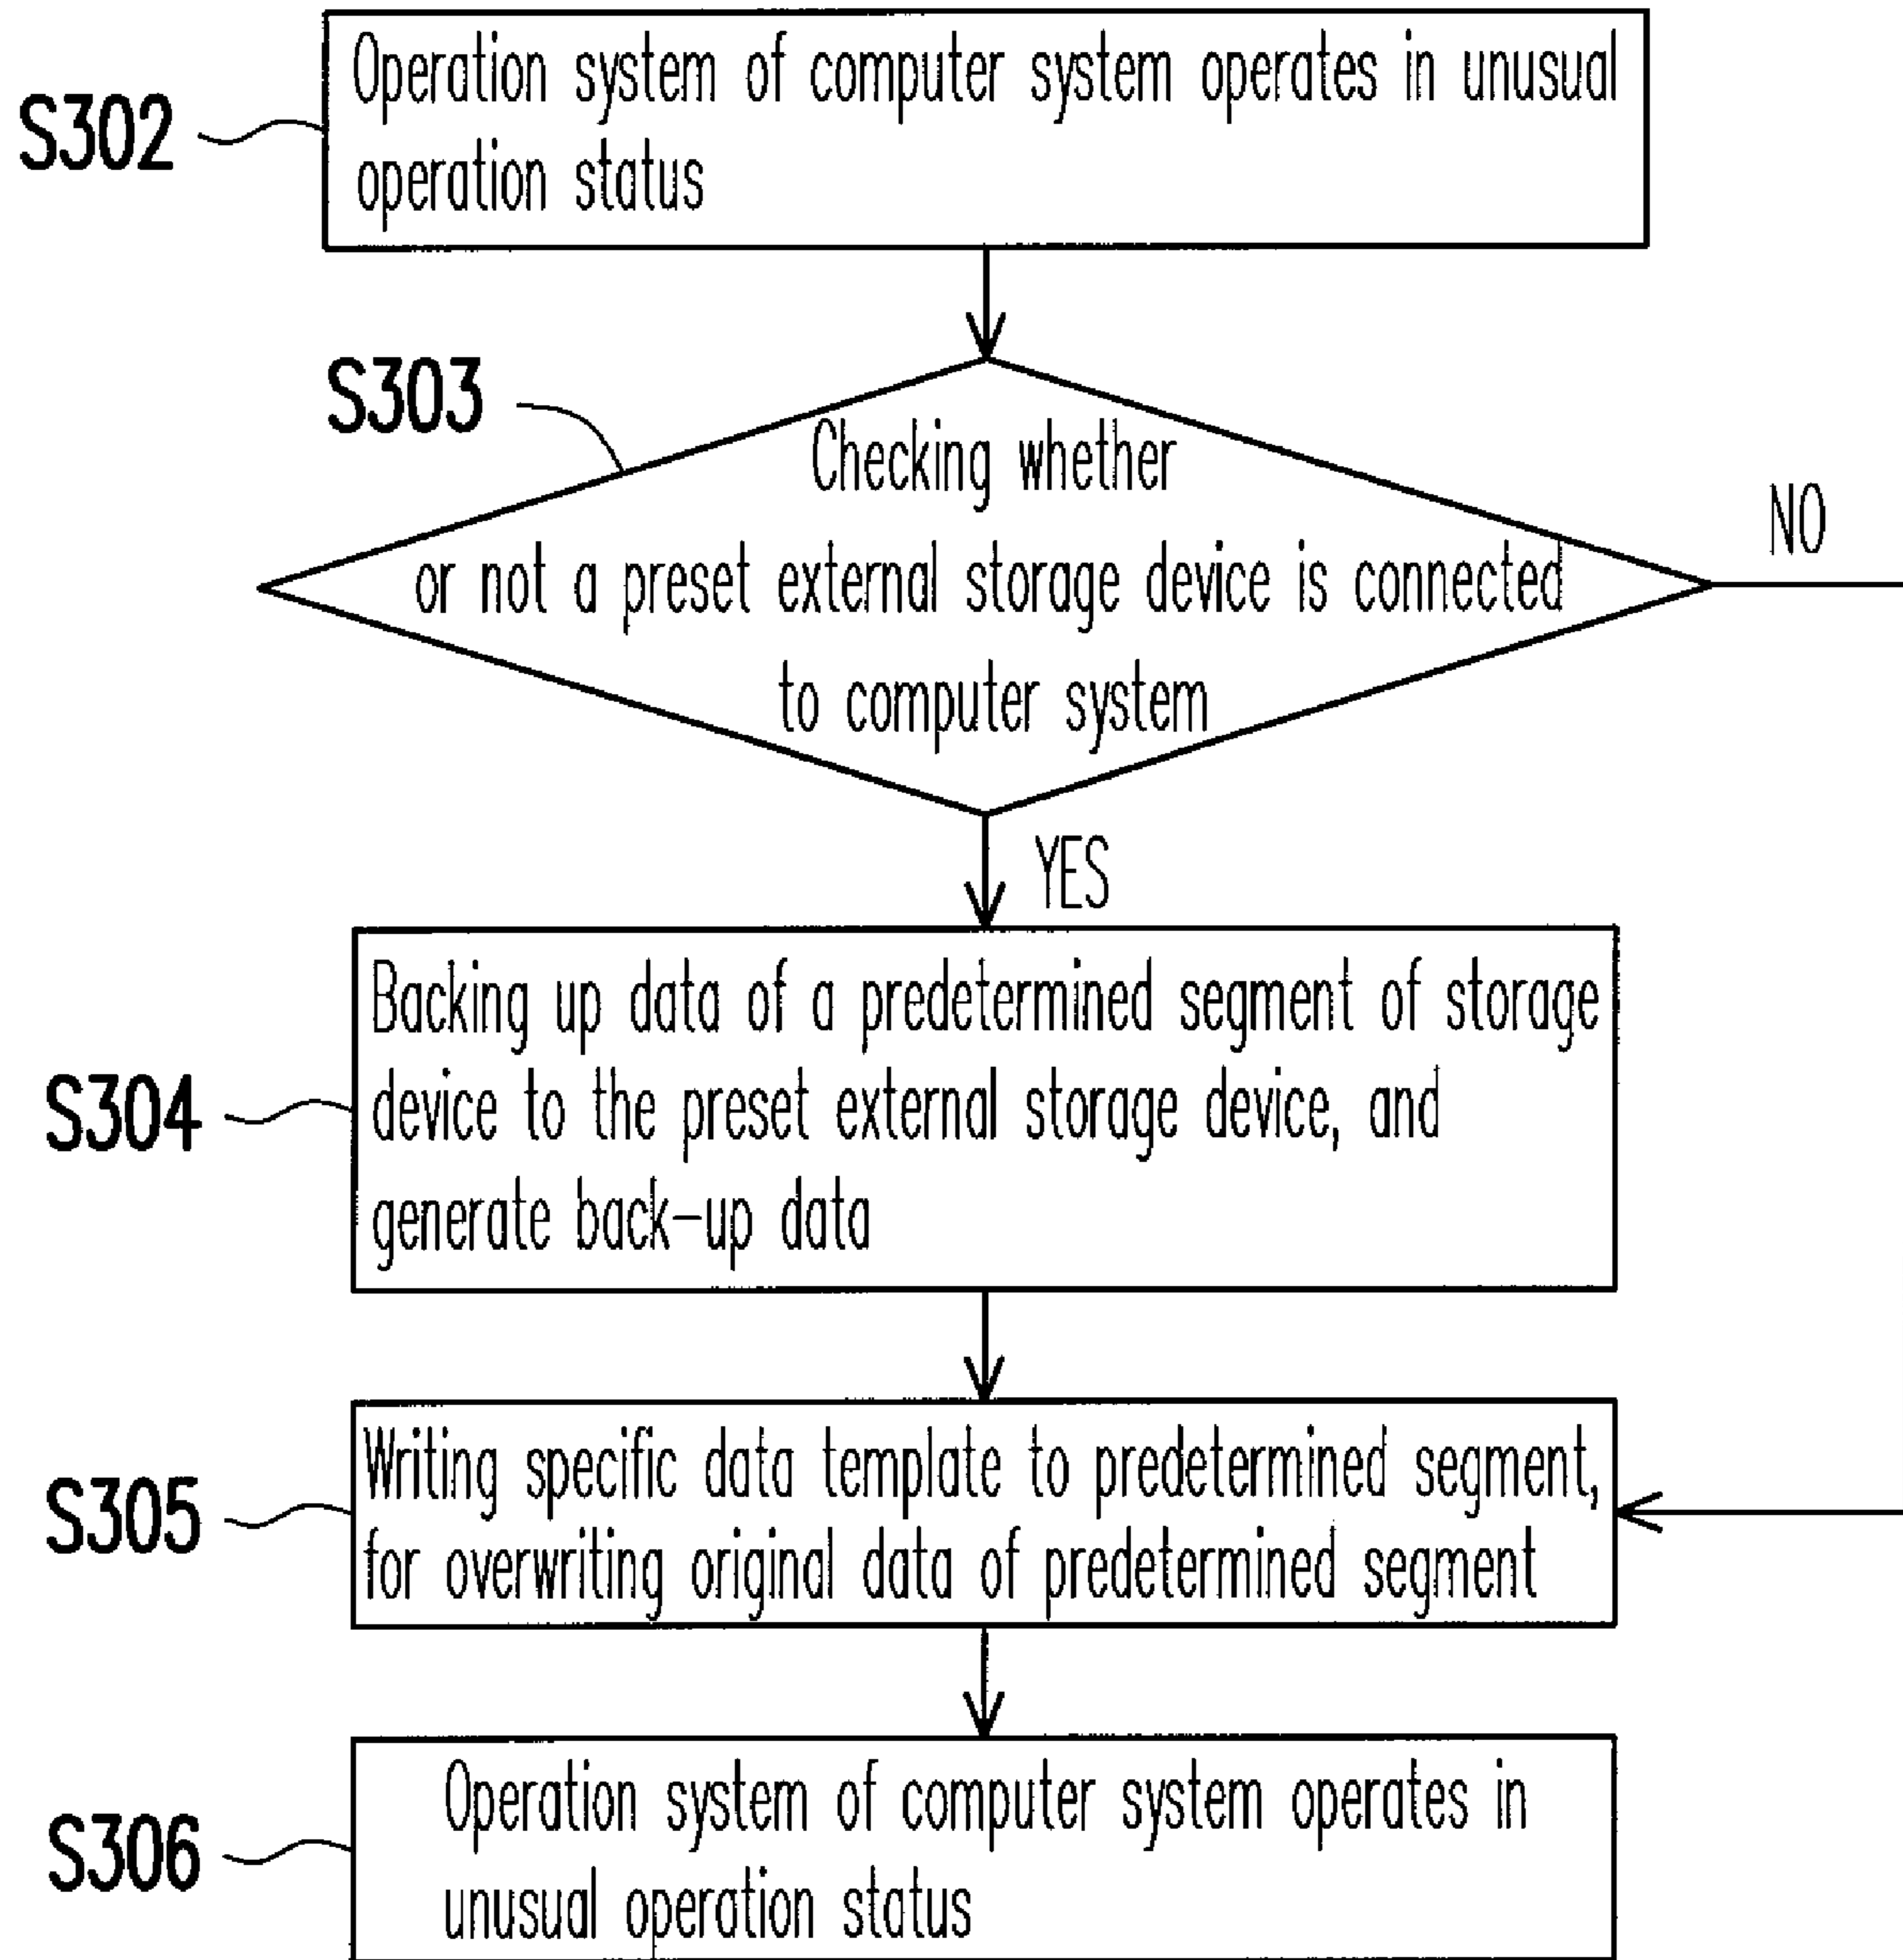 S302
Operation system of computer system operates in unusual
operation status
S303
Checking whether
or not a preset external storage device is connected
to computer system
NO
YES
S304
Backing up data of a predetermined segment of storage
device to the preset external storage device, and
generate back-up data
S305
Writing specific data template to predetermined segment,
for overwriting original data of predetermined segment
S306
Operation system of computer system operates in
unusual operation status